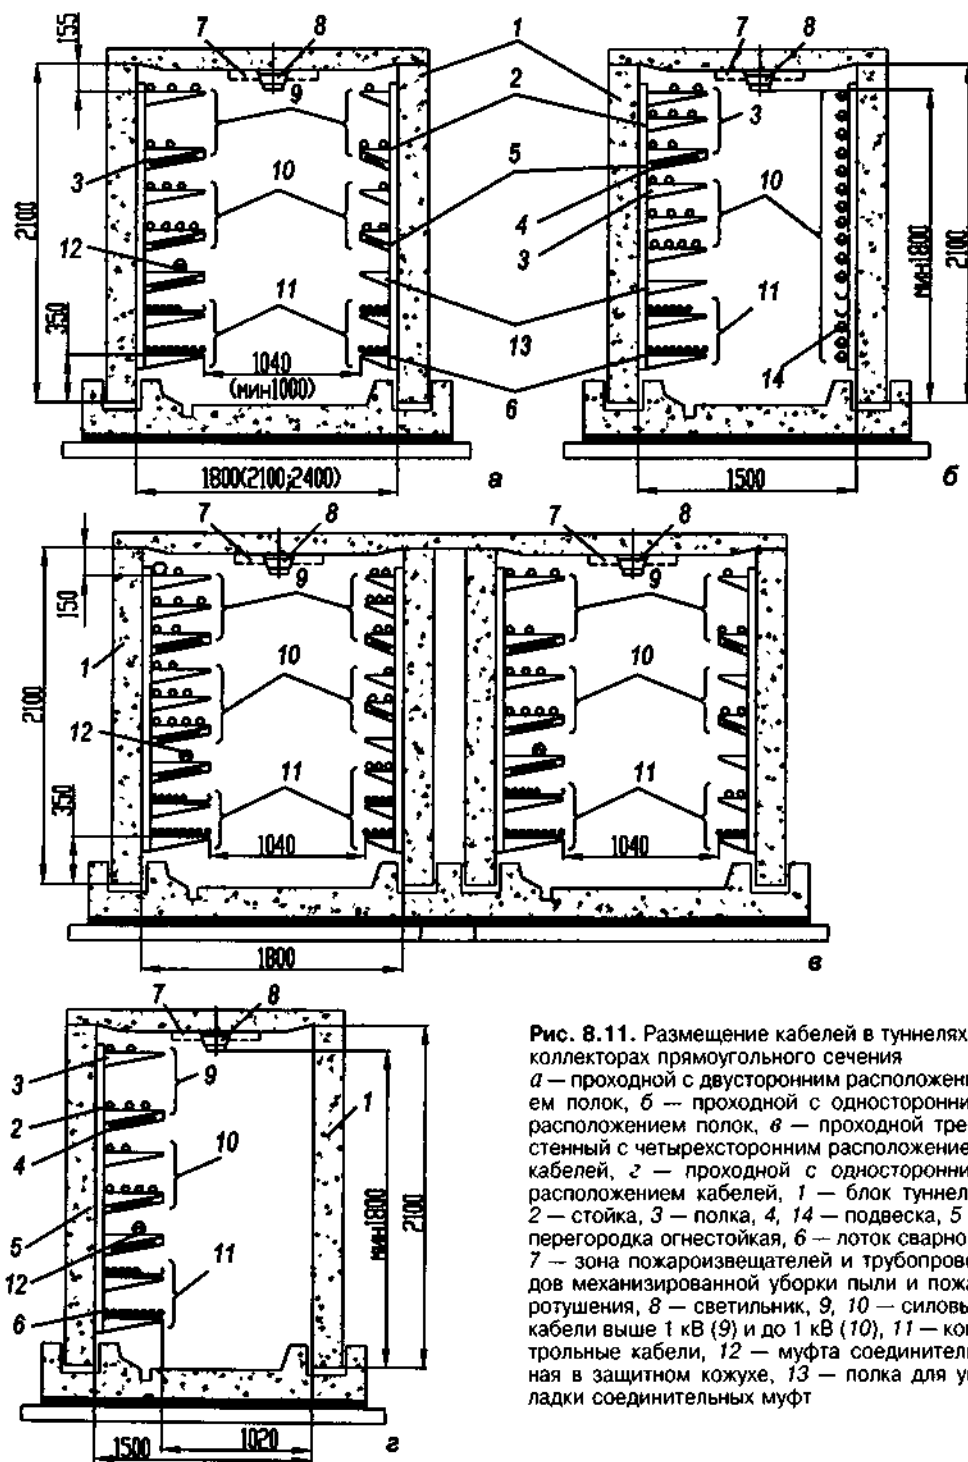 155
7
8
1
7
8
9
2
3
3
5
10
4
10
2100
12
3
мин1800
2100
11
11
350
13
1040
14
(мин1000)
6
1800(2100;2400)
а
1500
б
7
8
7
8
150
9
9
1
10
10
2100
12
11
11
350
1040
1040
1800
в
7
8
3
9
2
1
4
10
5
мин1800
2100
12
11
6
1020
1500
г
Рис. 8.11. Размещение кабелей в туннелях,
коллекторах прямоугольного сечения
а — проходной с двусторонним расположени-
ем полок, б — проходной с односторонни
расположением полок, в — проходной трех-
стенный с четырехсторонним расположение
кабелей, г — проходной с односторонни
расположением кабелей, 1 — блок туннел
2 — стойка, 3 — полка, 4, 14 — подвеска, 5
перегородка огнестойкая, 6 — лоток сварно
7 — зона пожароизвещателей и трубопрово
дов механизированной уборки пыли и пожа
ротушения, 8 — светильник, 9, 10 — силовы
кабели выше 1 кВ (9) и до 1 кВ (10), 11 — кон
трольные кабели, 12 — муфта соединитель
ная в защитном кожухе, 13 — полка для ук
ладки соединительных муфт